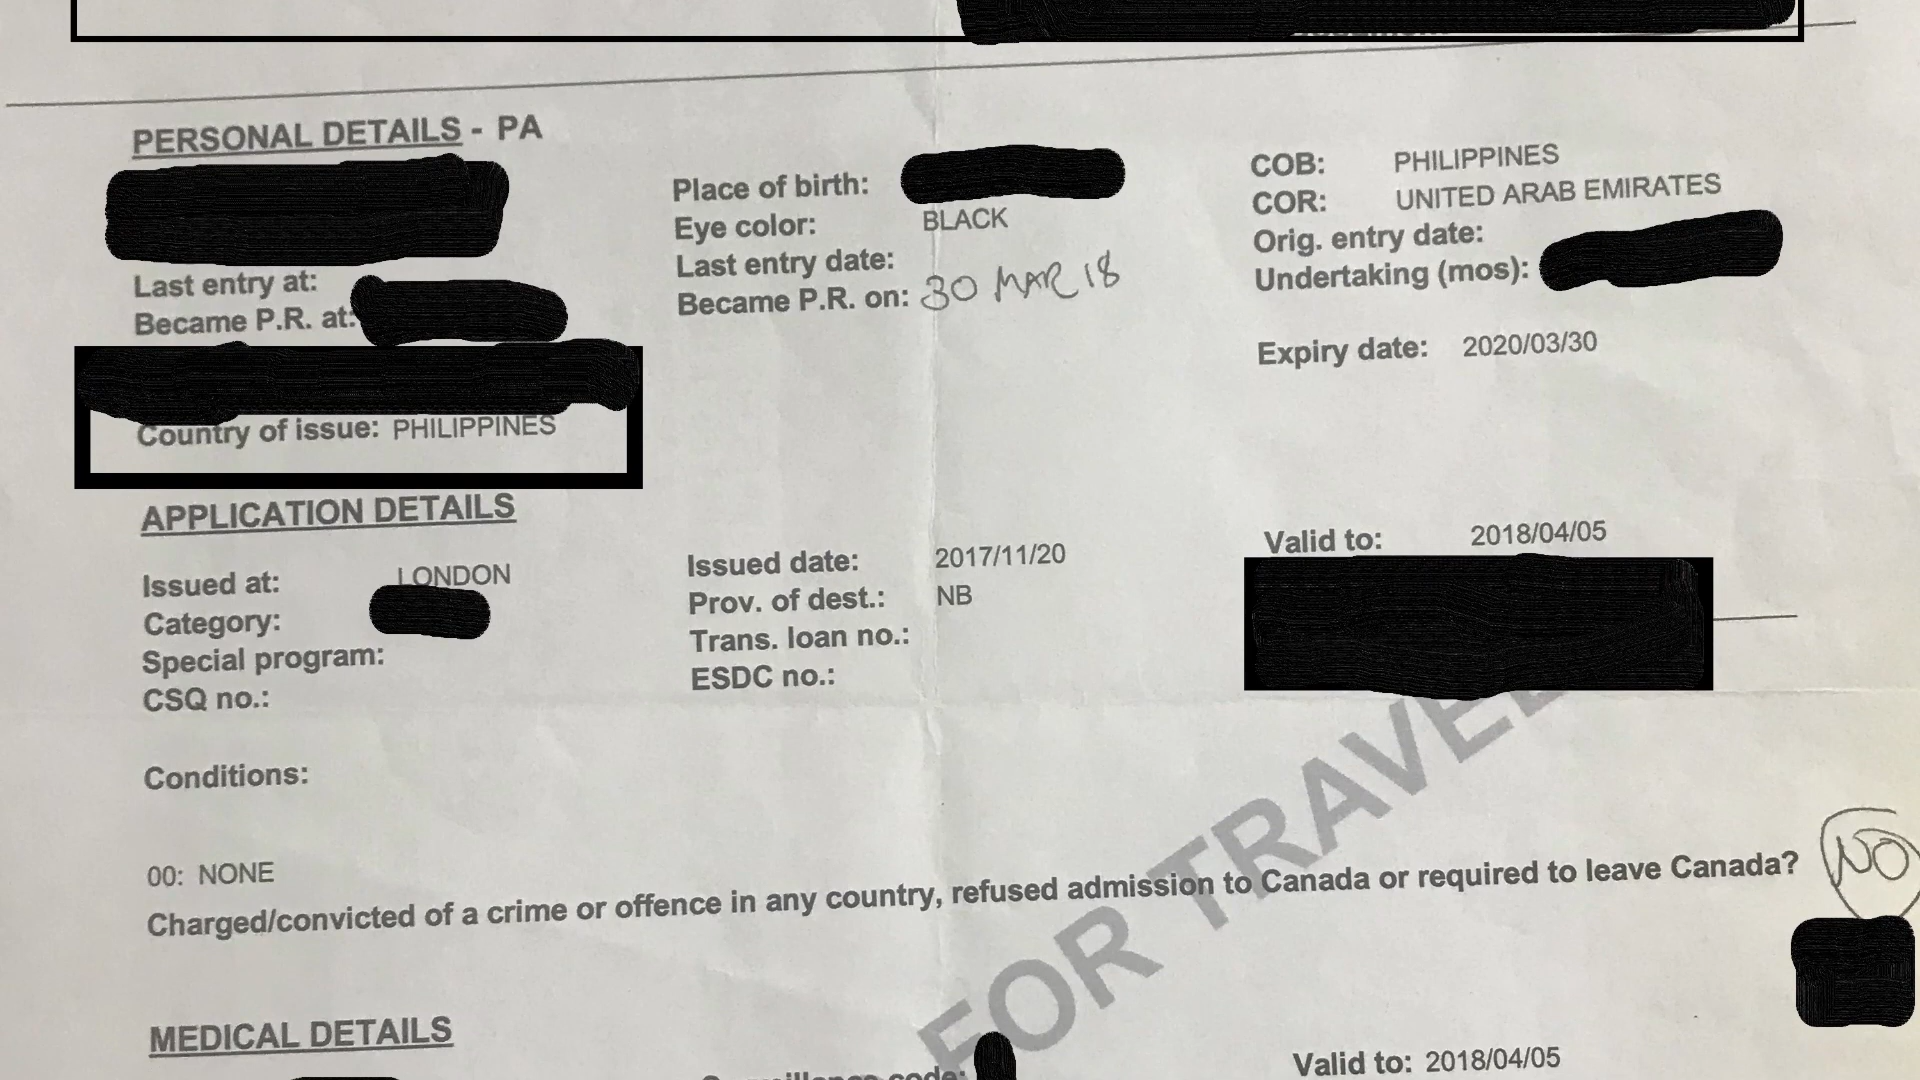 PERSONAL DETAILS - PA
Place of birth:
COB: PHILIPPINES
Eye color: BLACK
COR: UNITED ARAB EMIRATES
Last entry at:
Last entry date:
Orig. entry date:
Became P.R. at:
Became P.R. on: 30 MAR 18
Undertaking (mos):
Expiry date: 2020/03/30
Country of issue: PHILIPPINES
APPLICATION DETAILS
Issued at: LONDON
Issued date: 2017/11/20
Valid to: 2018/04/05
Category:
Prov. of dest.: NB
Special program:
Trans. loan no.:
CSQ no.:
ESDC no.:
Conditions:
00: NONE
Charged/convicted of a crime or offence in any country, refused admission to Canada or required to leave Canada? NO
FOR TRAVEL
MEDICAL DETAILS
code:
Valid to: 2018/04/05